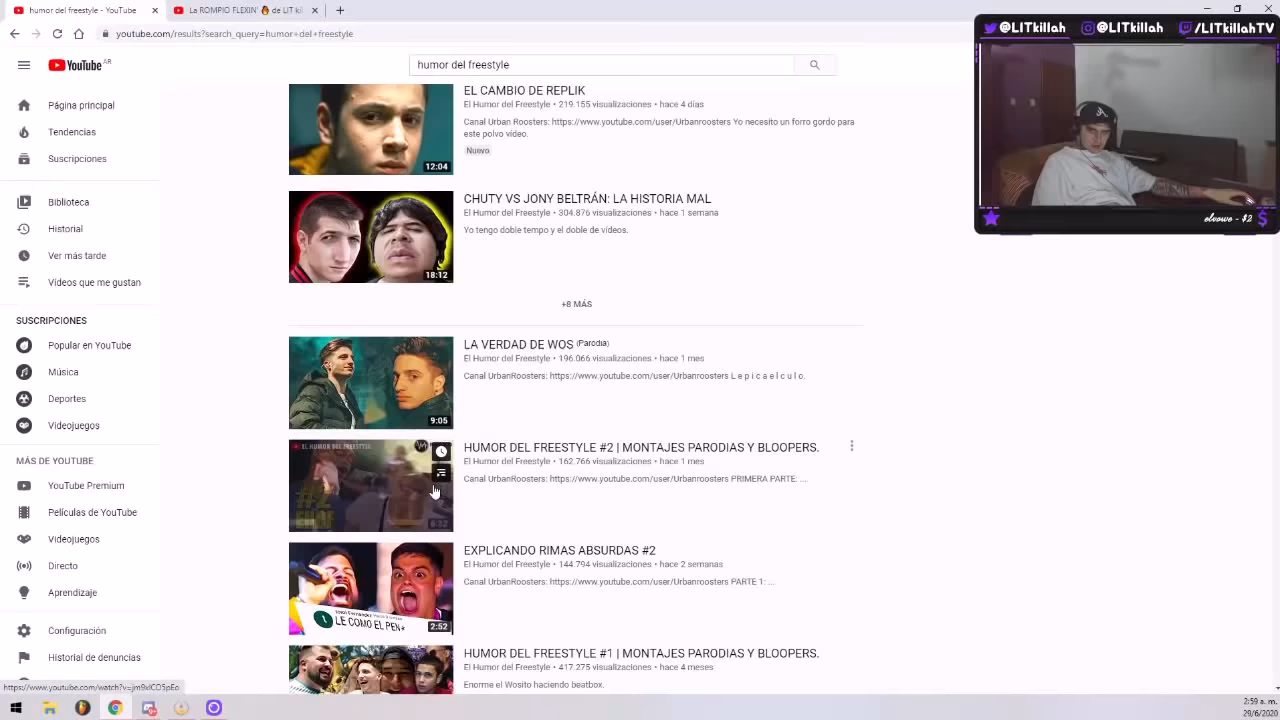 humor del freestyle - YouTube
La ROMPIO FLEXIN' 🔥 de LIT kil
youtube.com/results?search_query=humor+del+freestyle
@LITkillah @LITkillah /LITkillahTV
YouTube AR
humor del freestyle
Página principal
Tendencias
Suscripciones
Biblioteca
Historial
Ver más tarde
Vídeos que me gustan
SUSCRIPCIONES
Popular en YouTube
Música
Deportes
Videojuegos
MÁS DE YOUTUBE
YouTube Premium
Películas de YouTube
Videojuegos
Directo
Aprendizaje
Configuración
Historial de denuncias
EL CAMBIO DE REPLIK
El Humor del Freestyle • 219.155 visualizaciones • hace 4 días
Canal Urban Roosters: https://www.youtube.com/user/Urbanroosters Yo necesito un forro gordo para
este polvo vídeo.
Nuevo
12:04
CHUTY VS JONY BELTRÁN: LA HISTORIA MAL
El Humor del Freestyle • 304.876 visualizaciones • hace 1 semana
Yo tengo doble tempo y el doble de vídeos.
18:12
+8 MÁS
LA VERDAD DE WOS (Parodia)
El Humor del Freestyle • 196.066 visualizaciones • hace 1 mes
Canal UrbanRoosters: https://www.youtube.com/user/Urbanroosters L e p i c a e l c u l o.
9:05
EL HUMOR DEL FREESTYLE
#2
HUMOR DEL FREESTYLE #2 | MONTAJES PARODIAS Y BLOOPERS.
El Humor del Freestyle • 162.766 visualizaciones • hace 1 mes
Canal UrbanRoosters: https://www.youtube.com/user/Urbanroosters PRIMERA PARTE: ...
EXPLICANDO RIMAS ABSURDAS #2
El Humor del Freestyle • 144.794 visualizaciones • hace 2 semanas
Canal UrbanRoosters: https://www.youtube.com/user/Urbanroosters PARTE 1: ...
LE COMO EL PEN*
2:52
HUMOR DEL FREESTYLE #1 | MONTAJES PARODIAS Y BLOOPERS.
El Humor del Freestyle • 417.275 visualizaciones • hace 4 meses
Enorme el Wosito haciendo beatbox.
elvowo - $2
2:59 a. m.
29/6/2020